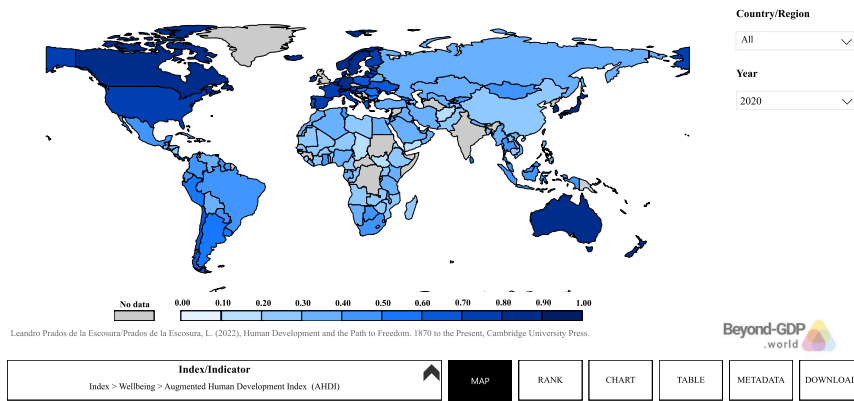 Country/Region
All
Year
2020
No data
0.00 0.10 0.20 0.30 0.40 0.50 0.60 0.70 0.80 0.90 1.00
Leandro Prados de la Escosura/Prados de la Escosura, L. (2022), Human Development and the Path to Freedom. 1870 to the Present, Cambridge University Press.
Beyond-GDP
.world
Index/Indicator
Index > Wellbeing > Augmented Human Development Index (AHDI)
MAP
RANK
CHART
TABLE
METADATA
DOWNLOAD